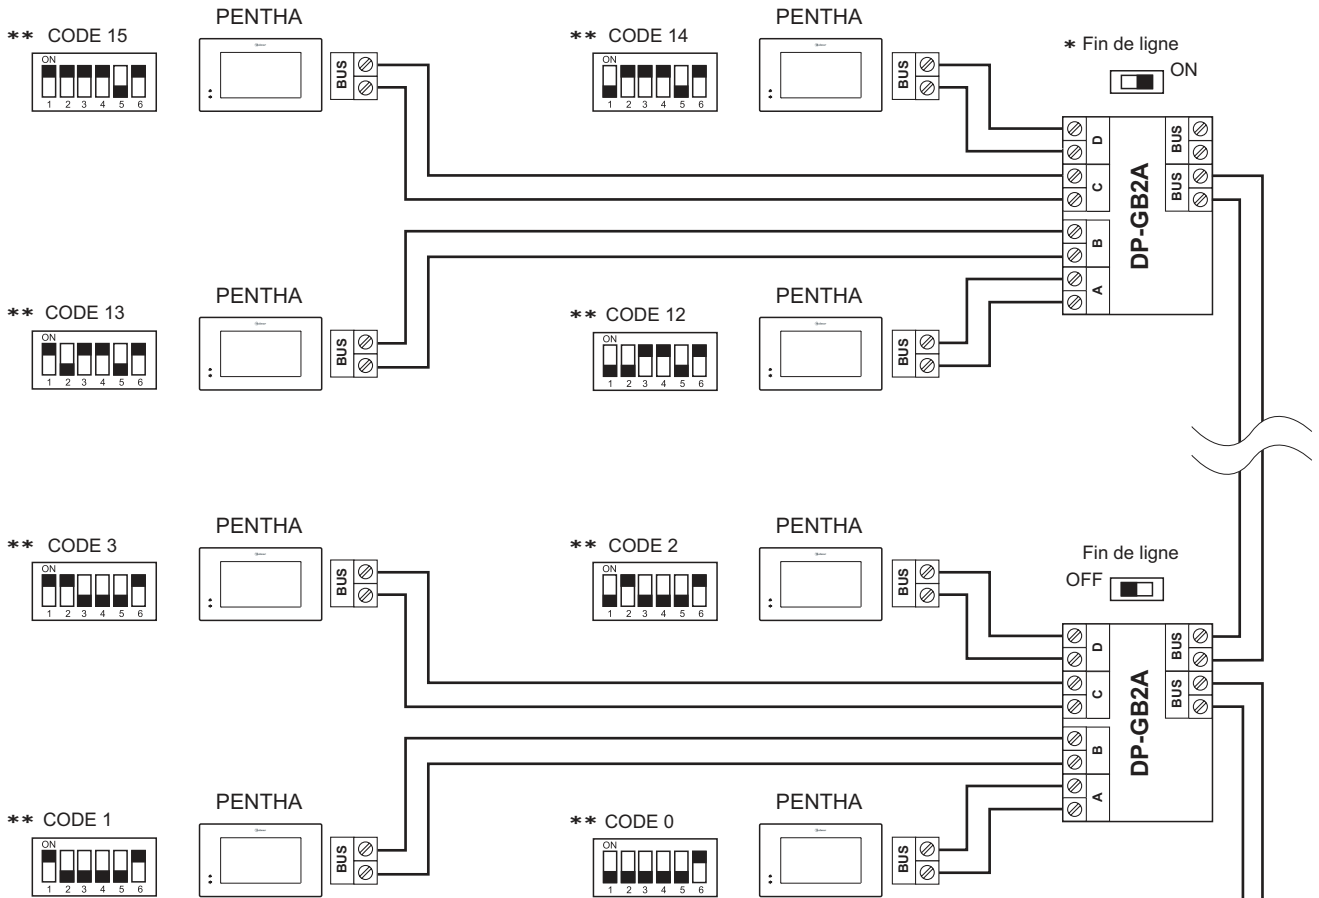 PENTHA
** CODE 15
ON
1 2 3 4 5 6
BUS
PENTHA
** CODE 14
ON
1 2 3 4 5 6
BUS
* Fin de ligne
ON
D
C
B
A
DP-GB2A
BUS
BUS
PENTHA
** CODE 13
ON
1 2 3 4 5 6
BUS
PENTHA
** CODE 12
ON
1 2 3 4 5 6
BUS
PENTHA
** CODE 3
ON
1 2 3 4 5 6
BUS
PENTHA
** CODE 2
ON
1 2 3 4 5 6
BUS
Fin de ligne
OFF
D
C
B
A
DP-GB2A
BUS
BUS
PENTHA
** CODE 1
ON
1 2 3 4 5 6
BUS
PENTHA
** CODE 0
ON
1 2 3 4 5 6
BUS